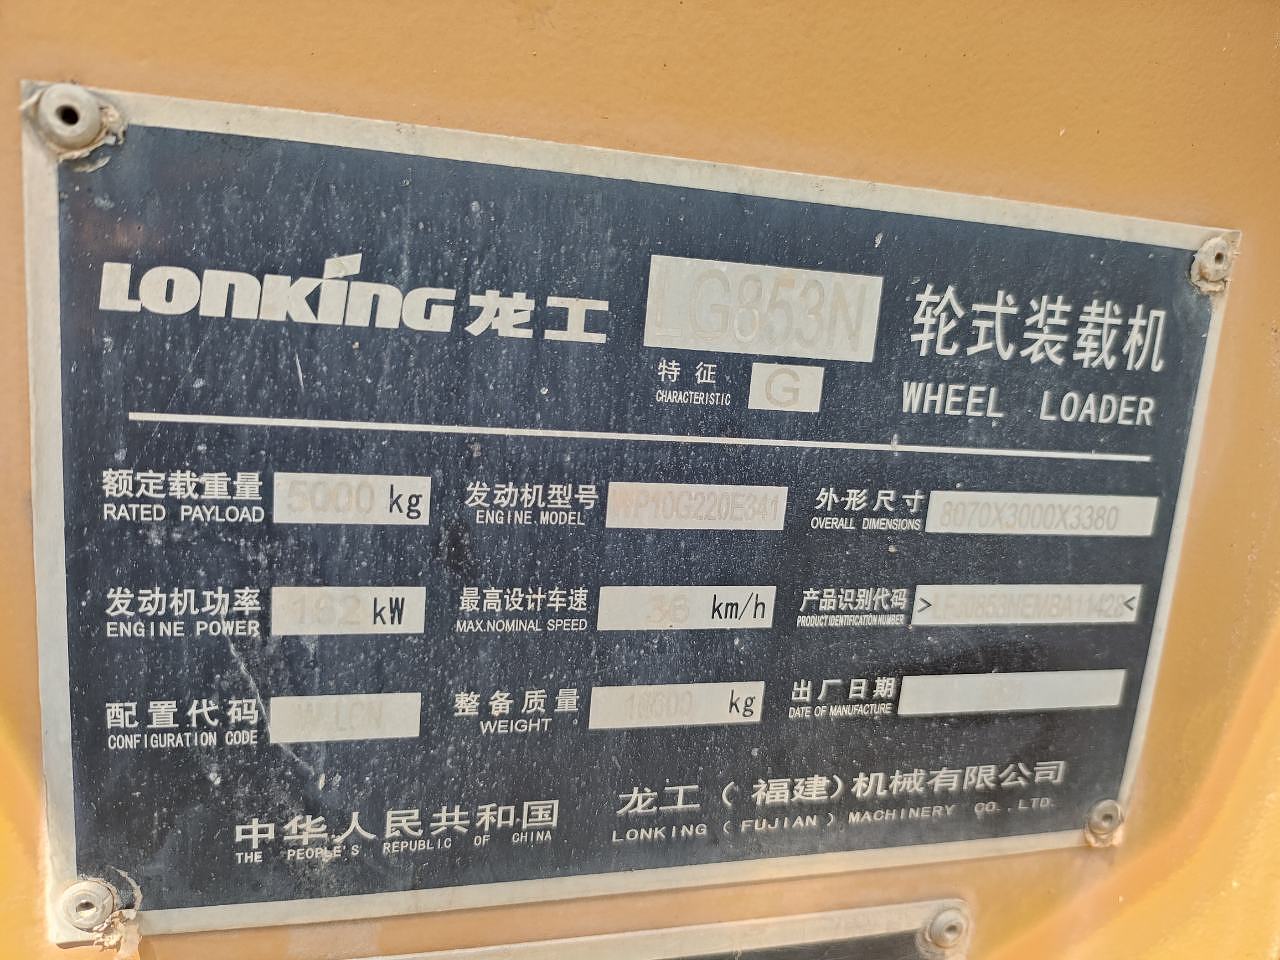 LONKING 龙工 LG853N 轮式装载机
特征 G
CHARACTERISTIC
WHEEL LOADER
额定载重量 5000 kg
RATED PAYLOAD
发动机型号 WP10G220E341
ENGINE MODEL
外形尺寸 8070X3000X3380
OVERALL DIMENSIONS
发动机功率 162 kW
ENGINE POWER
最高设计车速 36 km/h
MAX.NOMINAL SPEED
产品识别代码 > <
PRODUCT IDENTIFICATION NUMBER
配置代码
CONFIGURATION CODE
整备质量 kg
WEIGHT
出厂日期
DATE OF MANUFACTURE
中华人民共和国
THE PEOPLE'S REPUBLIC OF CHINA
龙工（福建）机械有限公司
LONKING (FUJIAN) MACHINERY CO.,LTD.